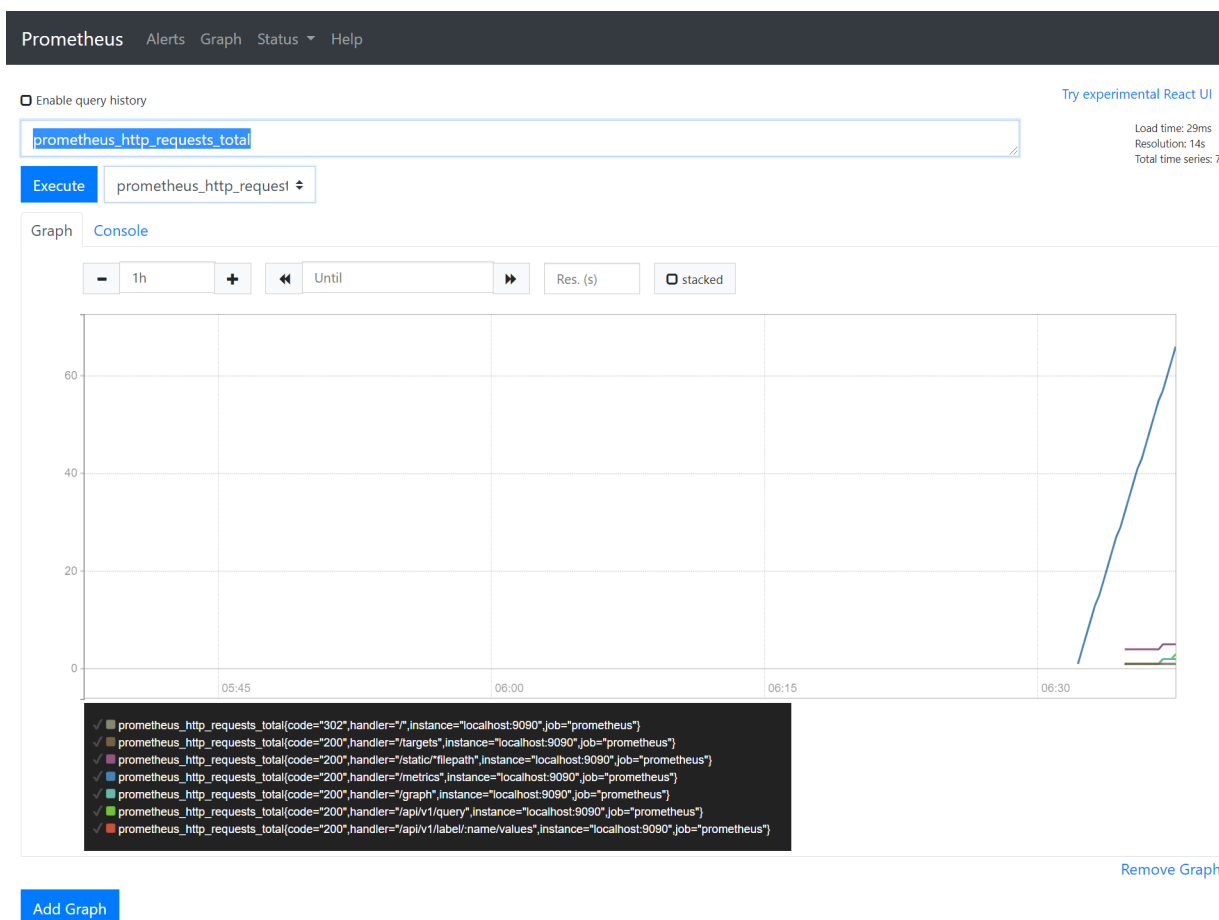 Prometheus Alerts Graph Status Help
Enable query history
Try experimental React UI
prometheus_http_requests_total
Load time: 29ms
Resolution: 14s
Total time series: 7
Execute prometheus_http_request
Graph Console
1h Until Res. (s) stacked
60
40
20
0
05:45 06:00 06:15 06:30
prometheus_http_requests_total{code="302",handler="/",instance="localhost:9090",job="prometheus"}
prometheus_http_requests_total{code="200",handler="/targets",instance="localhost:9090",job="prometheus"}
prometheus_http_requests_total{code="200",handler="/static/*filepath",instance="localhost:9090",job="prometheus"}
prometheus_http_requests_total{code="200",handler="/metrics",instance="localhost:9090",job="prometheus"}
prometheus_http_requests_total{code="200",handler="/graph",instance="localhost:9090",job="prometheus"}
prometheus_http_requests_total{code="200",handler="/api/v1/query",instance="localhost:9090",job="prometheus"}
prometheus_http_requests_total{code="200",handler="/api/v1/label/:name/values",instance="localhost:9090",job="prometheus"}
Remove Graph
Add Graph